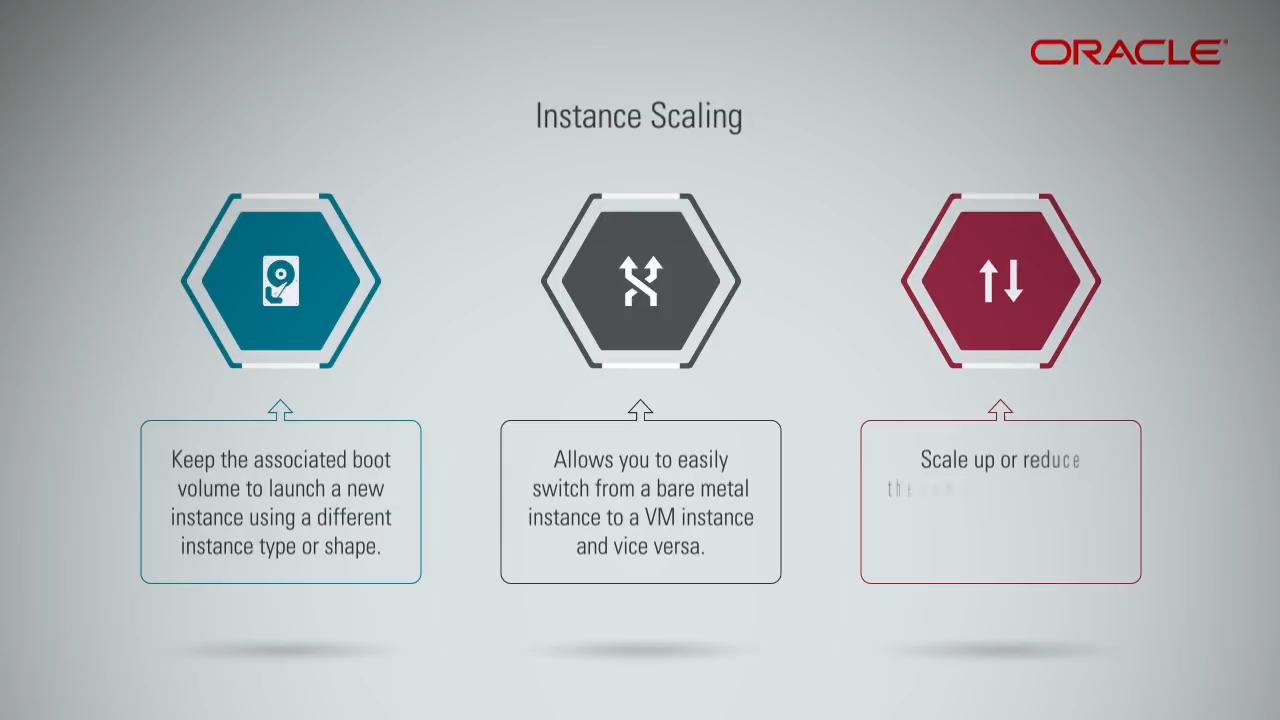 ORACLE
Instance Scaling
Keep the associated boot
volume to launch a new
instance using a different
instance type or shape.
Allows you to easily
switch from a bare metal
instance to a VM instance
and vice versa.
Scale up or reduce
the